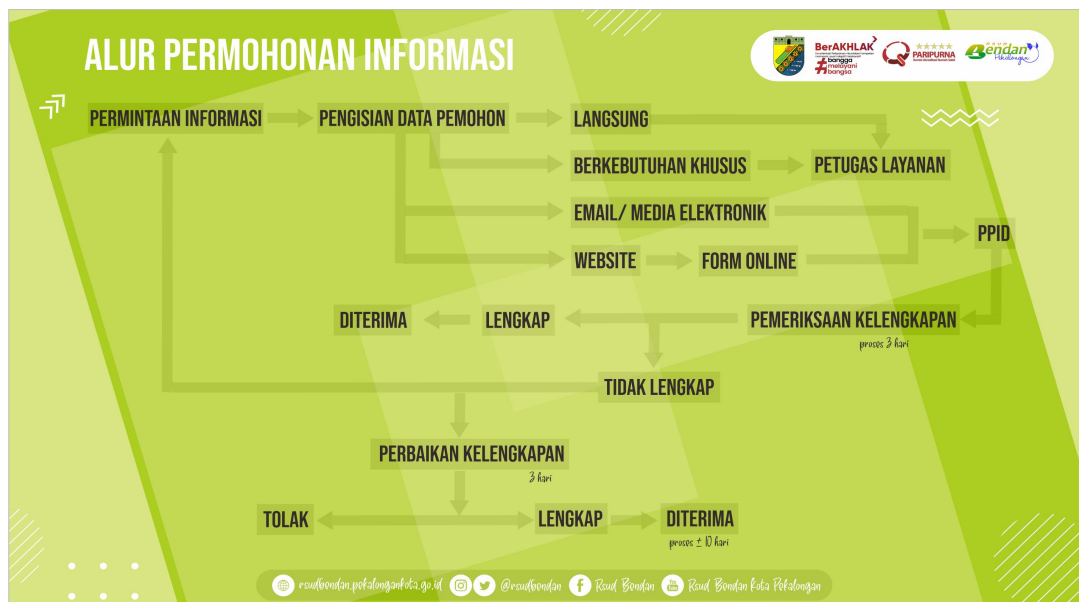 ALUR PERMOHONAN INFORMASI
BerAKHLAK
#bangga
melayani
bangsa
PARIPURNA
RSUD
Bendan
Pekalongan
PERMINTAAN INFORMASI
PENGISIAN DATA PEMOHON
LANGSUNG
BERKEBUTUHAN KHUSUS
PETUGAS LAYANAN
EMAIL/ MEDIA ELEKTRONIK
PPID
WEBSITE
FORM ONLINE
DITERIMA
LENGKAP
PEMERIKSAAN KELENGKAPAN
proses 3 hari
TIDAK LENGKAP
PERBAIKAN KELENGKAPAN
3 hari
TOLAK
LENGKAP
DITERIMA
proses ± 10 hari
rsudbendan.pekalongankota.go.id
@rsudbendan
Rsud Bendan
Rsud Bendan Kota Pekalongan